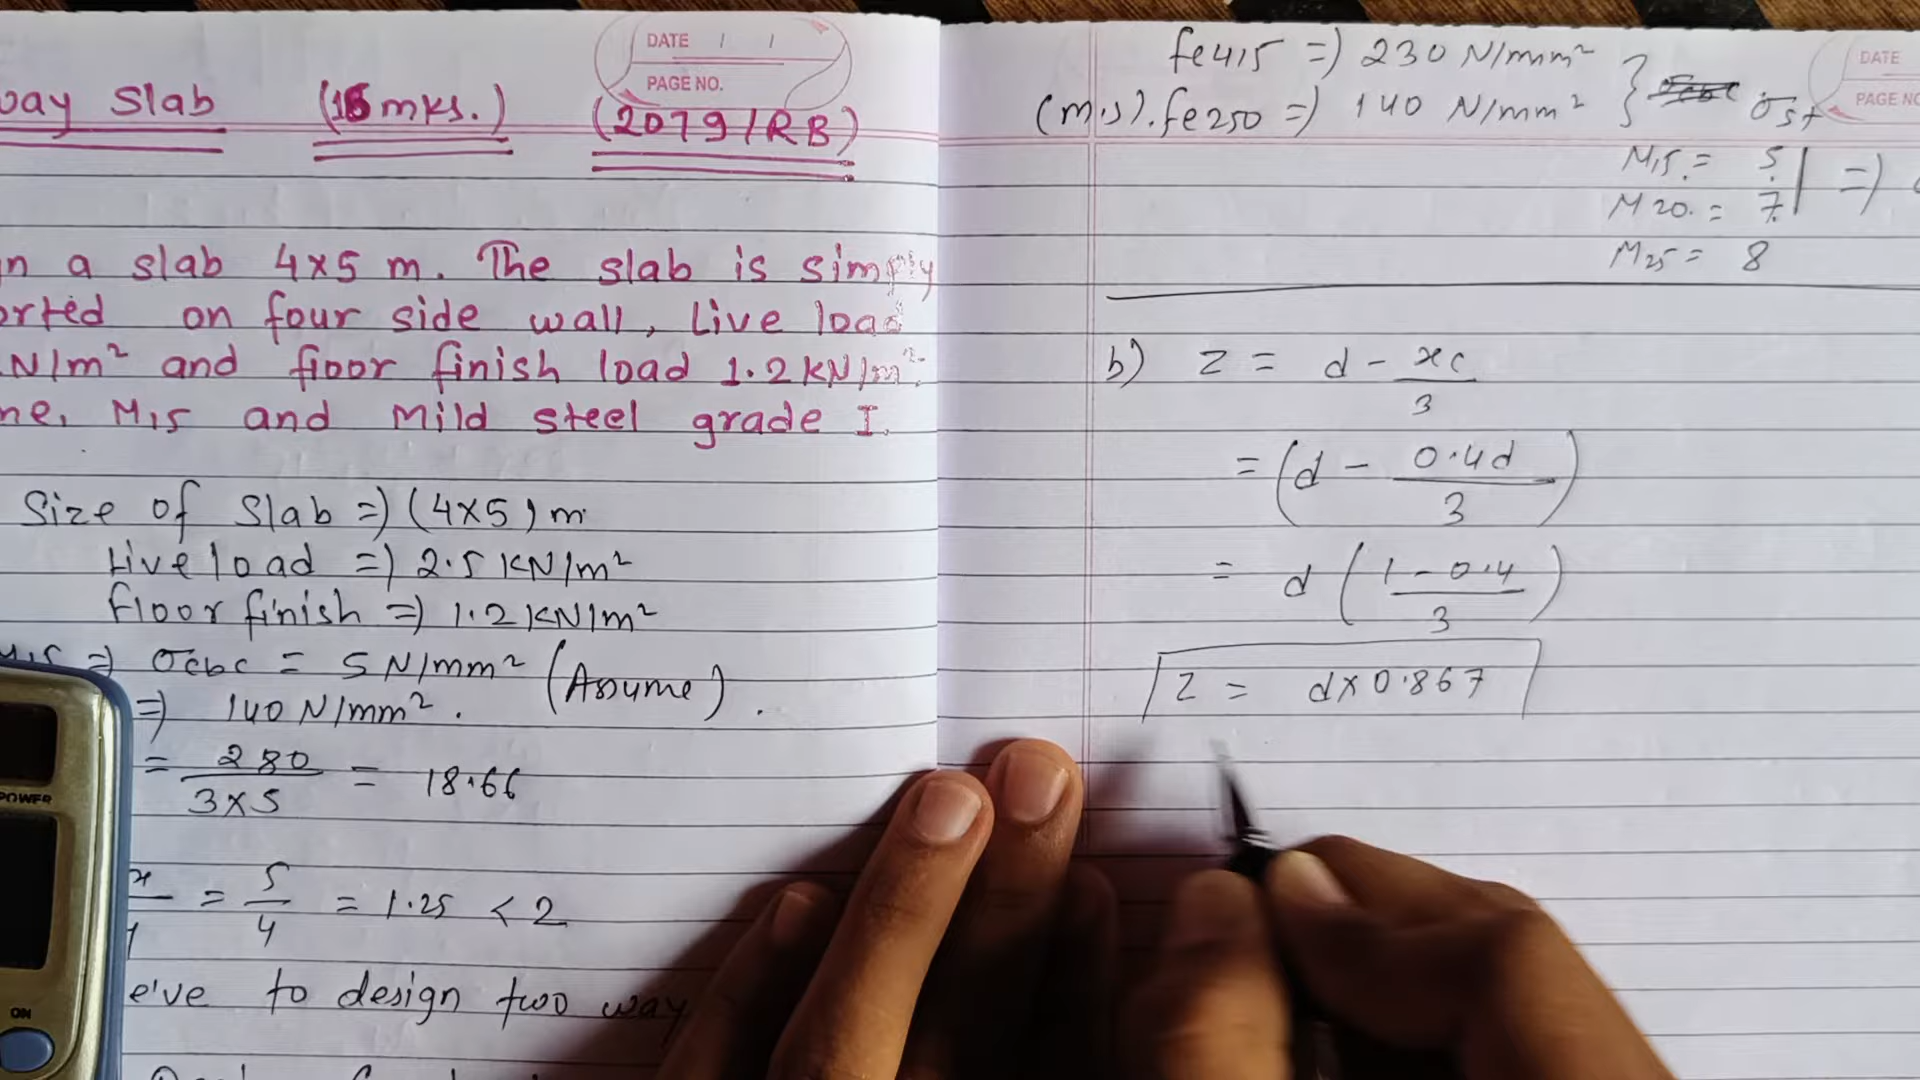 DATE / /
PAGE NO.
way Slab (15 mks.) (2079/RB)
n a slab 4x5 m. The slab is simply
orted on four side wall, Live load
N/m² and floor finish load 1.2 KN/m².
me, M15 and Mild steel grade I.
Size of Slab => (4x5) m
Live load => 2.5 KN/m²
floor finish => 1.2 KN/m²
M15 => σcbc = 5 N/mm² (Assume).
=> 140 N/mm².
= 280 / 3x5 = 18.66
= 5/4 = 1.25 < 2
e've to design two way
POWER
ON
fe415 => 230 N/mm²
(m.s). fe250 => 140 N/mm² } σst
DATE
PAGE NO
M15. = 5
M20. = 7 | =>
M25 = 8
b) Z = d - xc/3
= (d - 0.4d/3)
= d (1 - 0.4/3)
Z = d x 0.867